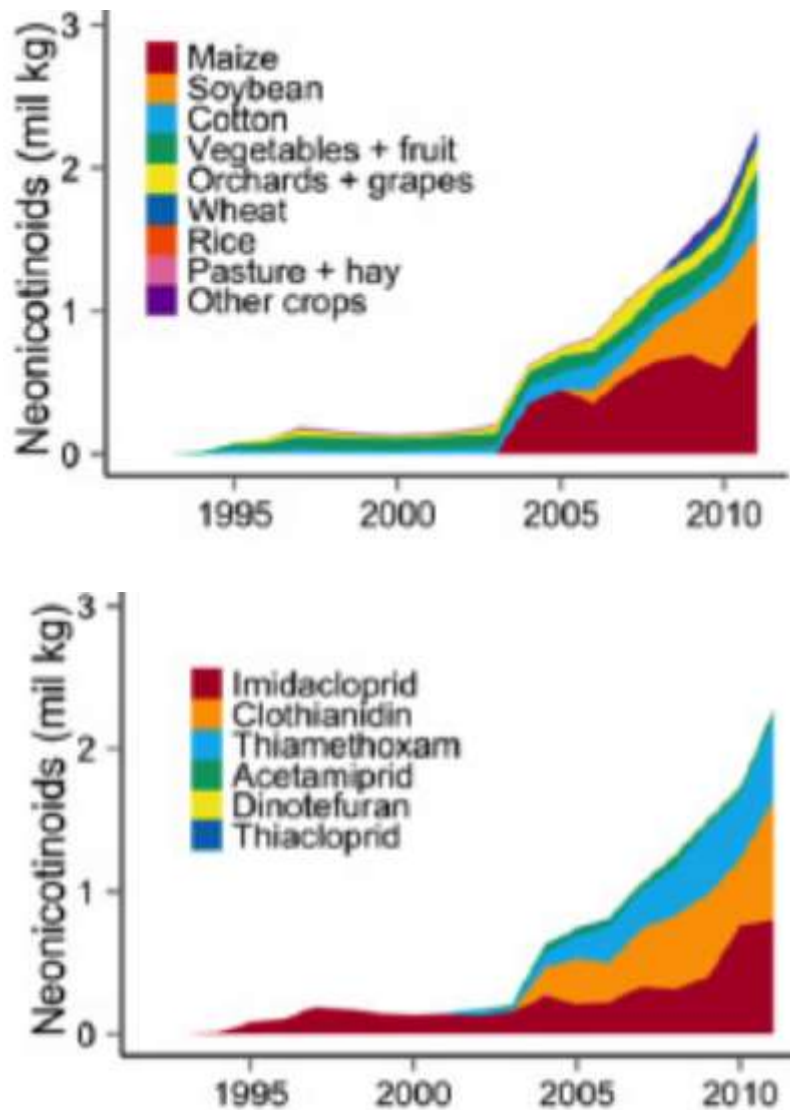 Neonicotinoids (mil kg)
3
2
1
0
Maize
Soybean
Cotton
Vegetables + fruit
Orchards + grapes
Wheat
Rice
Pasture + hay
Other crops
1995 2000 2005 2010
Neonicotinoids (mil kg)
3
2
1
0
Imidacloprid
Clothianidin
Thiamethoxam
Acetamiprid
Dinotefuran
Thiacloprid
1995 2000 2005 2010